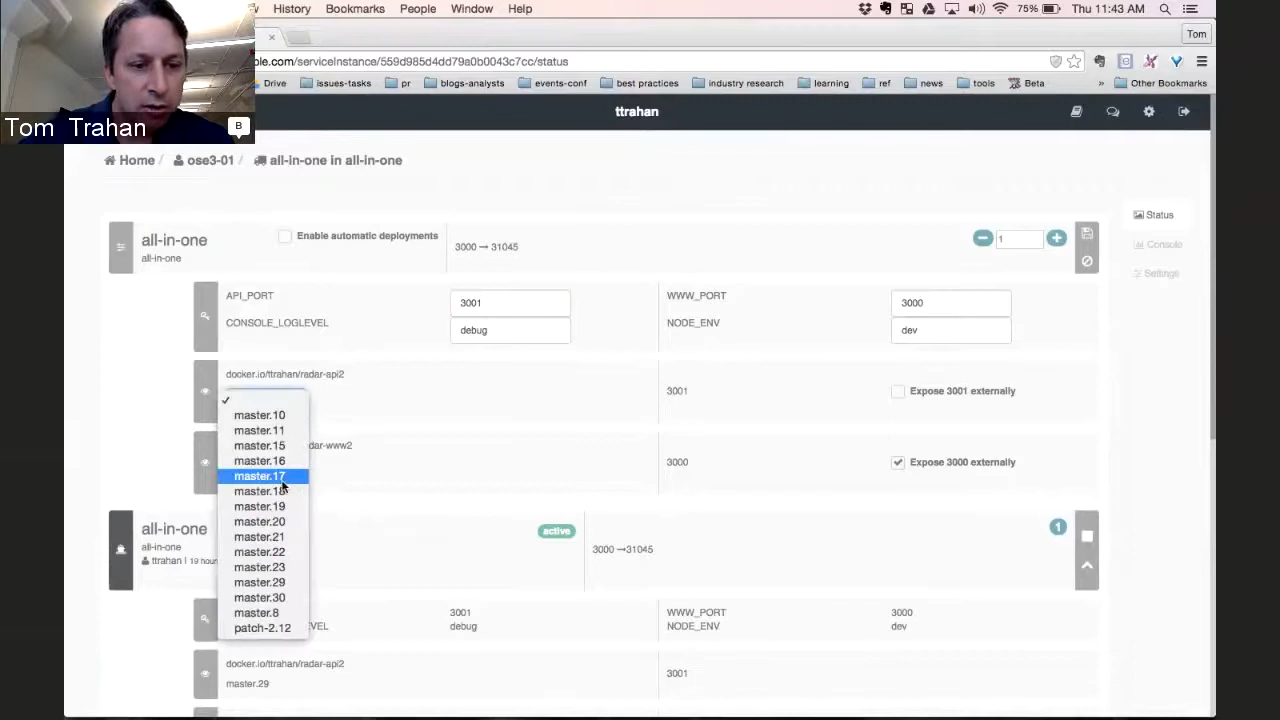 History Bookmarks People Window Help
75% Thu 11:43 AM
Tom
ple.com/serviceInstance/559d985d4dd79a0b0043c7cc/status
Drive issues-tasks pr blogs-analysts events-conf best practices industry research learning ref news tools Beta » Other Bookmarks
Tom Trahan
B
ttrahan
Home / ose3-01 / all-in-one in all-in-one
Status
Console
Settings
all-in-one
all-in-one
Enable automatic deployments
3000 → 31045
1
API_PORT
3001
WWW_PORT
3000
CONSOLE_LOGLEVEL
debug
NODE_ENV
dev
docker.io/ttrahan/radar-api2
3001
Expose 3001 externally
dar-www2
3000
Expose 3000 externally
master.10
master.11
master.15
master.16
master.17
master.18
master.19
master.20
master.21
master.22
master.23
master.29
master.30
master.8
patch-2.12
all-in-one
all-in-one
ttrahan | 19 hour
active
3000 →31045
1
3001
WWW_PORT
3000
EVEL
debug
NODE_ENV
dev
docker.io/ttrahan/radar-api2
master.29
3001